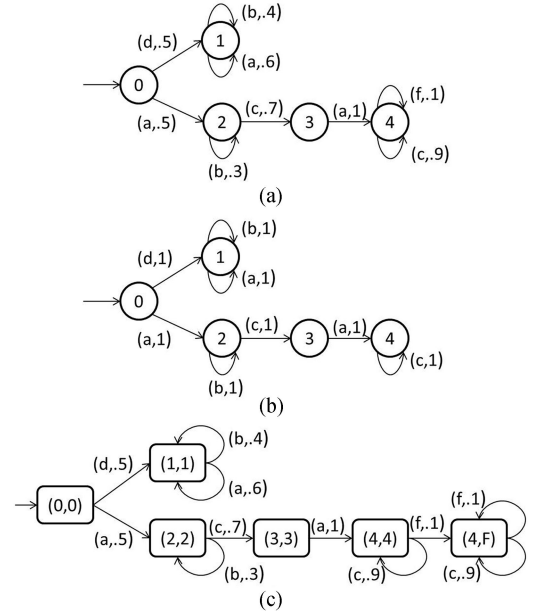 (b,.4)
(d,.5)
1
(a,.6)
0
(a,.5)
2
(c,.7)
3
(a,1)
4
(f,.1)
(b,.3)
(c,.9)
(a)
(b,1)
(d,1)
1
(a,1)
0
(a,1)
2
(c,1)
3
(a,1)
4
(b,1)
(c,1)
(b)
(b,.4)
(d,.5)
(1,1)
(a,.6)
(0,0)
(a,.5)
(2,2)
(c,.7)
(3,3)
(a,1)
(4,4)
(f,.1)
(4,F)
(f,.1)
(b,.3)
(c,.9)
(c,.9)
(c)